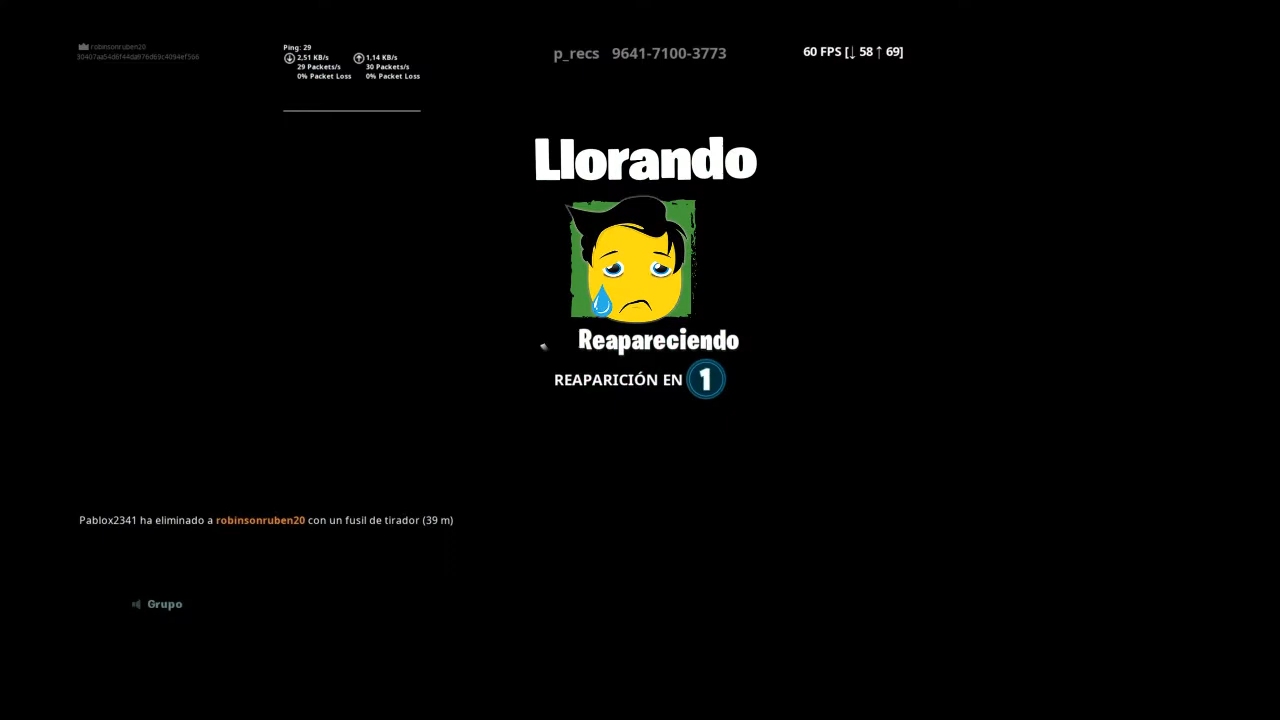 robinsonruben20
Ping: 29
2,51 KB/s 1,14 KB/s
29 Packets/s 30 Packets/s
0% Packet Loss 0% Packet Loss
p_recs 9641-7100-3773
60 FPS [↓ 58 ↑ 69]
Llorando
Reapareciendo
REAPARICIÓN EN 1
Pablox2341 ha eliminado a robinsonruben20 con un fusil de tirador (39 m)
Grupo